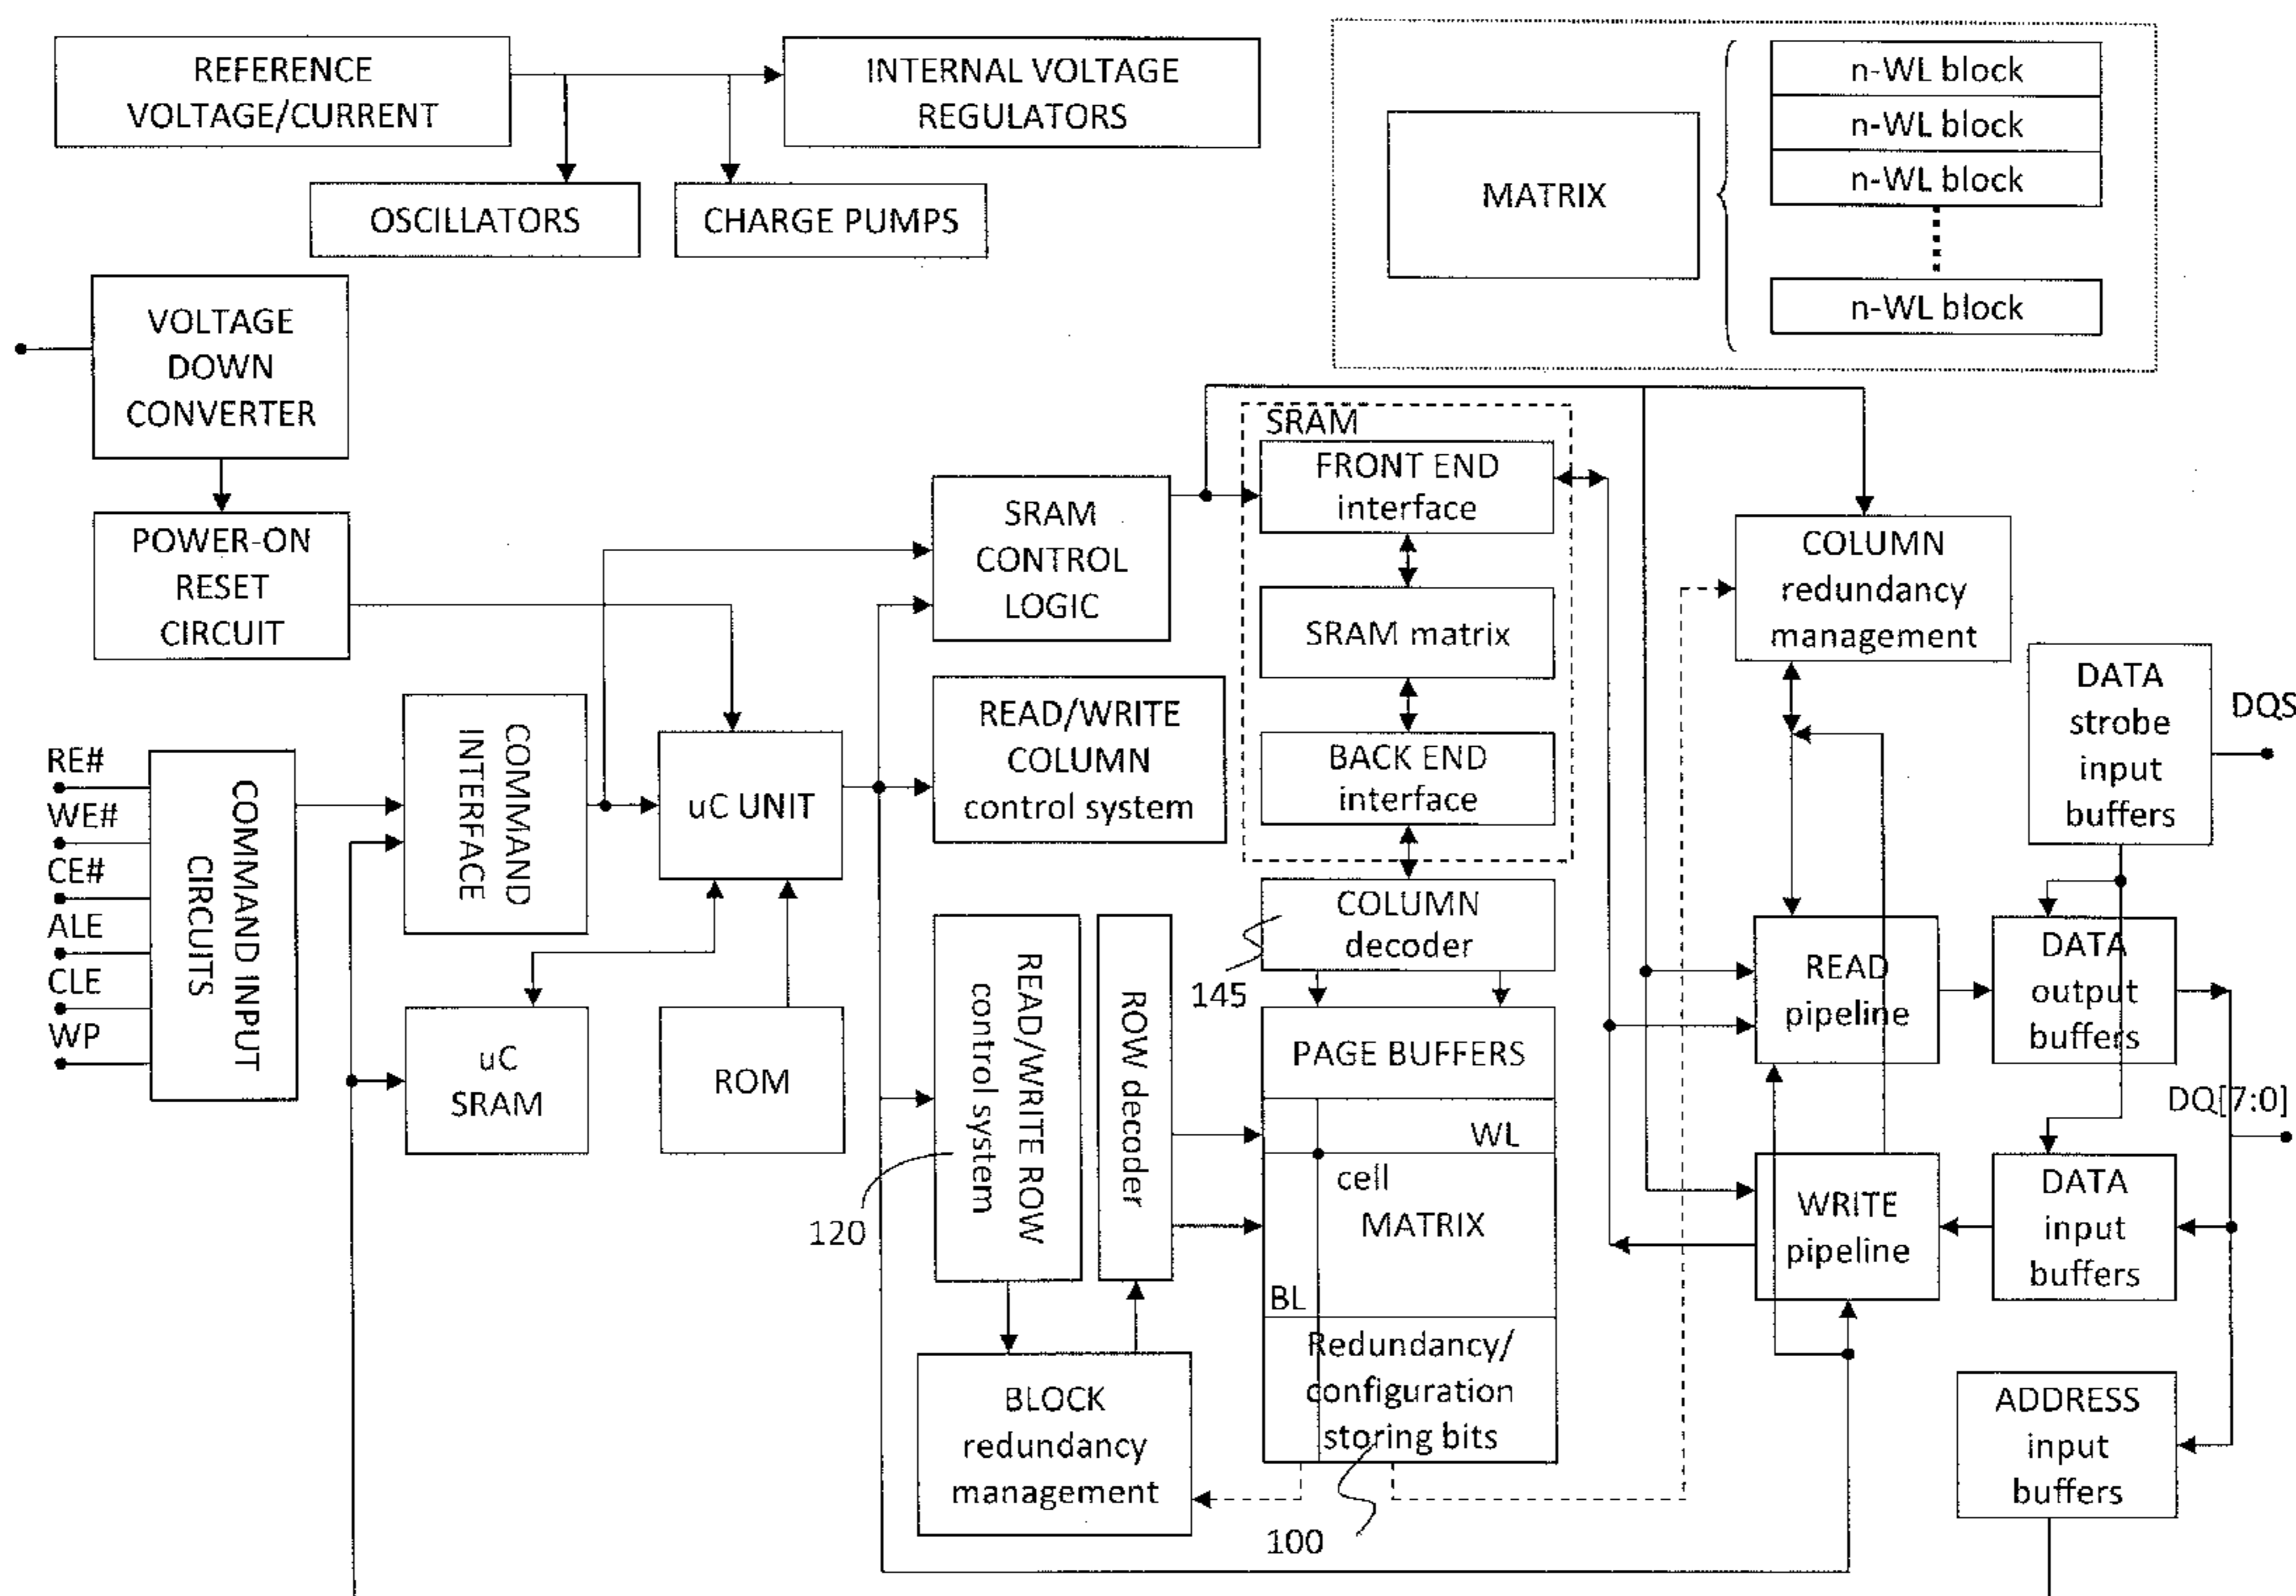 REFERENCE
VOLTAGE/CURRENT
INTERNAL VOLTAGE
REGULATORS
OSCILLATORS
CHARGE PUMPS
MATRIX
n-WL block
n-WL block
n-WL block
n-WL block
VOLTAGE
DOWN
CONVERTER
POWER-ON
RESET
CIRCUIT
SRAM
CONTROL
LOGIC
SRAM
FRONT END
interface
SRAM matrix
BACK END
interface
COLUMN
redundancy
management
DATA
strobe
input
buffers
DQS
READ/WRITE
COLUMN
control system
RE#
WE#
CE#
ALE
CLE
WP
COMMAND INPUT
CIRCUITS
COMMAND
INTERFACE
uC UNIT
uC
SRAM
ROM
COLUMN
decoder
145
READ/WRITE ROW
control system
120
ROW decoder
PAGE BUFFERS
WL
cell
MATRIX
BL
Redundancy/
configuration
storing bits
100
BLOCK
redundancy
management
READ
pipeline
DATA
output
buffers
DQ[7:0]
WRITE
pipeline
DATA
input
buffers
ADDRESS
input
buffers